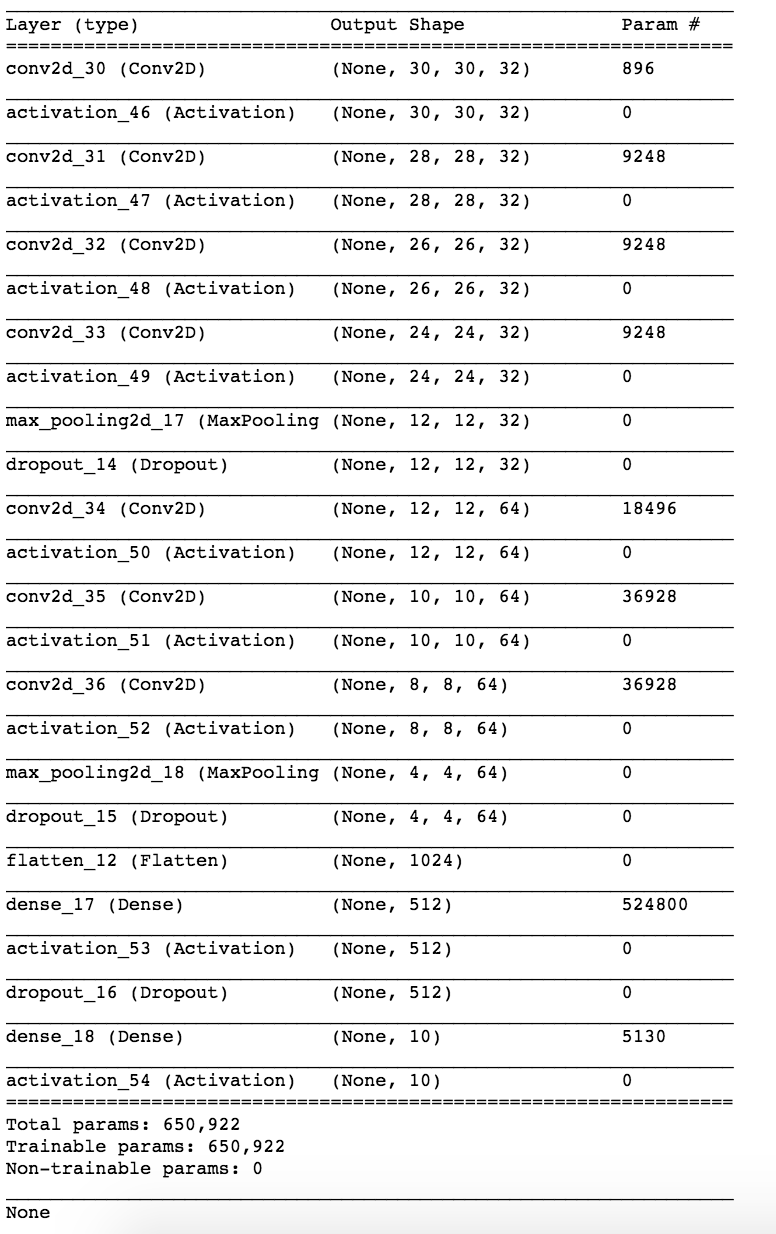 Layer (type)                 Output Shape              Param #
=================================================================
conv2d_30 (Conv2D)           (None, 30, 30, 32)        896
activation_46 (Activation)   (None, 30, 30, 32)        0
conv2d_31 (Conv2D)           (None, 28, 28, 32)        9248
activation_47 (Activation)   (None, 28, 28, 32)        0
conv2d_32 (Conv2D)           (None, 26, 26, 32)        9248
activation_48 (Activation)   (None, 26, 26, 32)        0
conv2d_33 (Conv2D)           (None, 24, 24, 32)        9248
activation_49 (Activation)   (None, 24, 24, 32)        0
max_pooling2d_17 (MaxPooling (None, 12, 12, 32)        0
dropout_14 (Dropout)         (None, 12, 12, 32)        0
conv2d_34 (Conv2D)           (None, 12, 12, 64)        18496
activation_50 (Activation)   (None, 12, 12, 64)        0
conv2d_35 (Conv2D)           (None, 10, 10, 64)        36928
activation_51 (Activation)   (None, 10, 10, 64)        0
conv2d_36 (Conv2D)           (None, 8, 8, 64)          36928
activation_52 (Activation)   (None, 8, 8, 64)          0
max_pooling2d_18 (MaxPooling (None, 4, 4, 64)          0
dropout_15 (Dropout)         (None, 4, 4, 64)          0
flatten_12 (Flatten)         (None, 1024)              0
dense_17 (Dense)             (None, 512)               524800
activation_53 (Activation)   (None, 512)               0
dropout_16 (Dropout)         (None, 512)               0
dense_18 (Dense)             (None, 10)                5130
activation_54 (Activation)   (None, 10)                0
=================================================================
Total params: 650,922
Trainable params: 650,922
Non-trainable params: 0
None